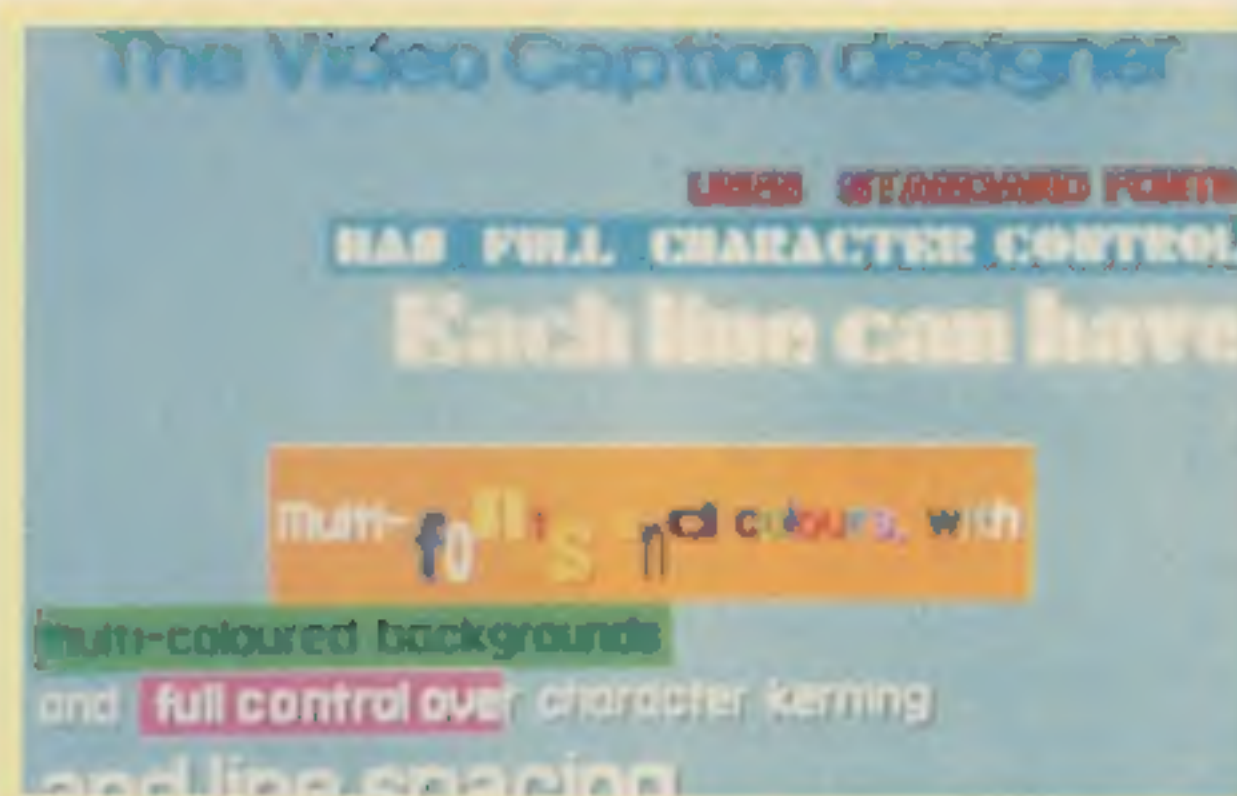 The Video Caption designer
USES STANDARD FONTS
HAS FULL CHARACTER CONTROL
Each line can have
multi-fonts and colours, with
multi-coloured backgrounds
and full control over character kerning
and line spacing